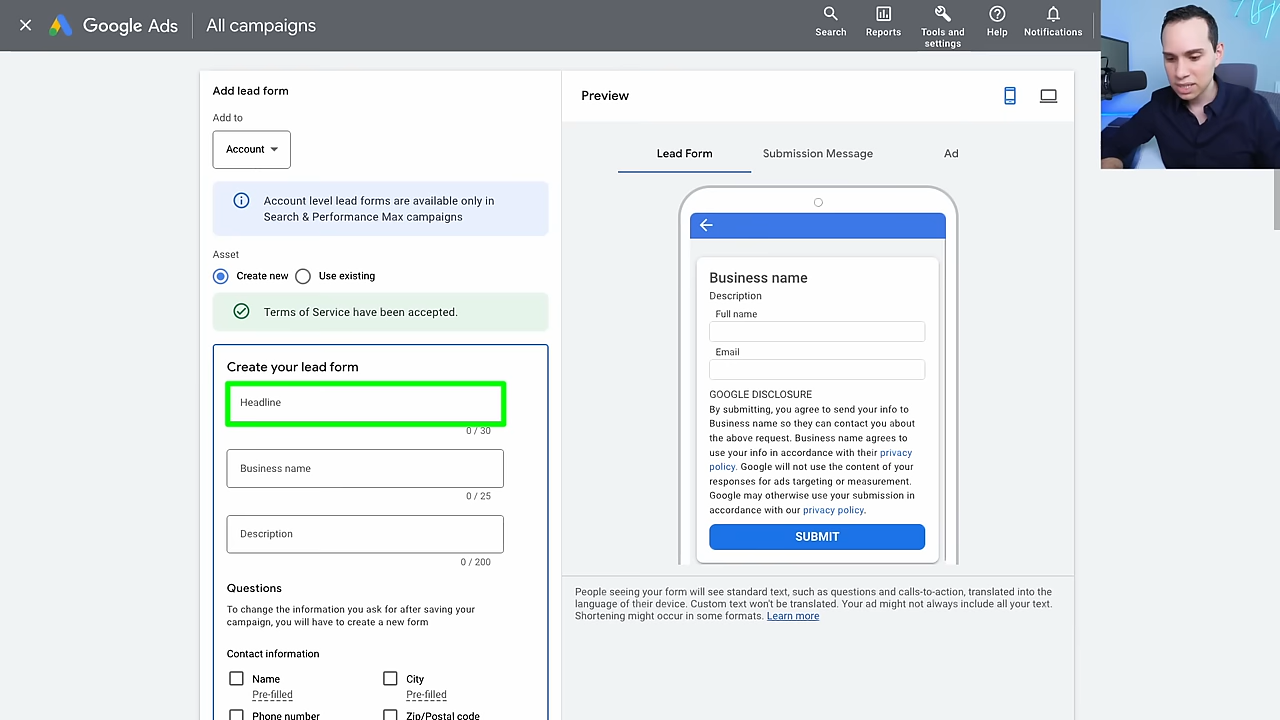 Google Ads
All campaigns
Search
Reports
Tools and
settings
Help
Notifications
Add lead form
Add to
Account
Account level lead forms are available only in
Search & Performance Max campaigns
Asset
Create new
Use existing
Terms of Service have been accepted.
Create your lead form
Headline
0 / 30
Business name
0 / 25
Description
0 / 200
Questions
To change the information you ask for after saving your
campaign, you will have to create a new form
Contact information
Name
Pre-filled
City
Pre-filled
Phone number
Zip/Postal code
Preview
Lead Form
Submission Message
Ad
Business name
Description
Full name
Email
GOOGLE DISCLOSURE
By submitting, you agree to send your info to
Business name so they can contact you about
the above request. Business name agrees to
use your info in accordance with their privacy
policy. Google will not use the content of your
responses for ads targeting or measurement.
Google may otherwise use your submission in
accordance with our privacy policy.
SUBMIT
People seeing your form will see standard text, such as questions and calls-to-action, translated into the
language of their device. Custom text won't be translated. Your ad might not always include all your text.
Shortening might occur in some formats. Learn more